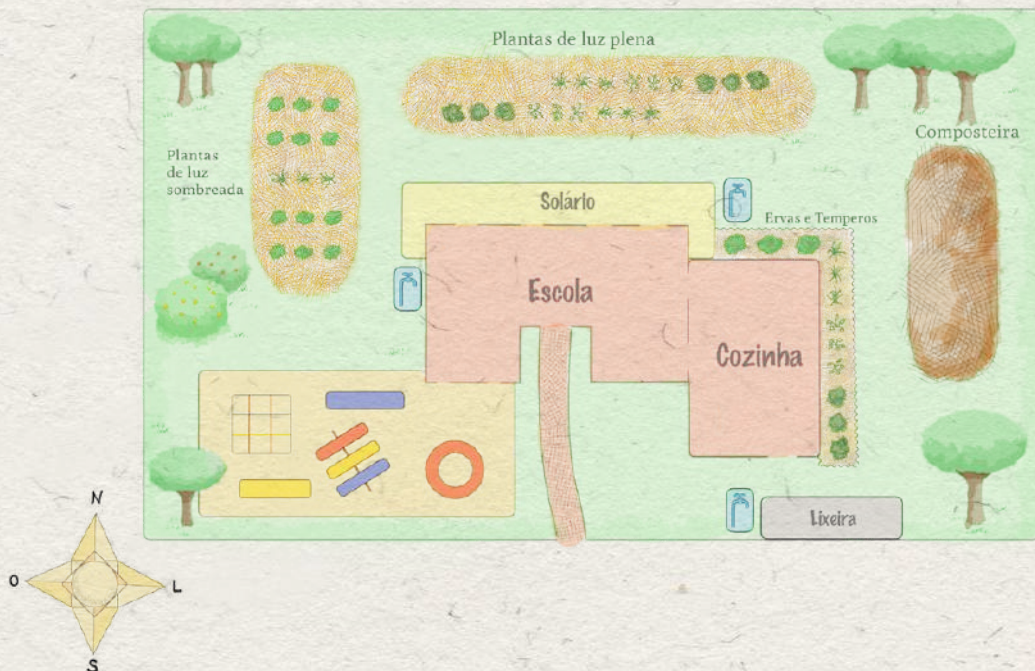 Plantas de luz plena
Composteira
Plantas
de luz
sombreada
Solário
Ervas e Temperos
Escola
Cozinha
Lixeira
N
O
L
S